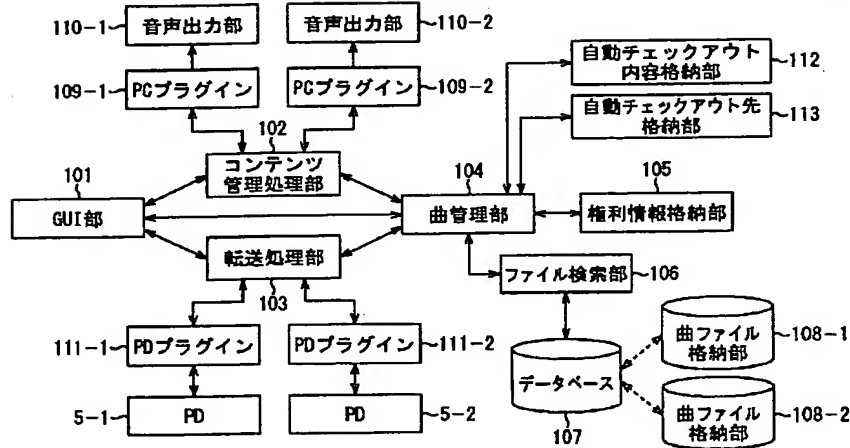 110-1 音声出力部
音声出力部 110-2
109-1 PCプラグイン
PCプラグイン 109-2
自動チェックアウト
内容格納部 112
自動チェックアウト先
格納部 113
102
コンテンツ
管理処理部
101
GUI部
104
曲管理部
105
権利情報格納部
転送処理部
103
ファイル検索部 106
111-1 PDプラグイン
PDプラグイン 111-2
5-1 PD
PD 5-2
データベース
107
曲ファイル
格納部 108-1
曲ファイル
格納部 108-2